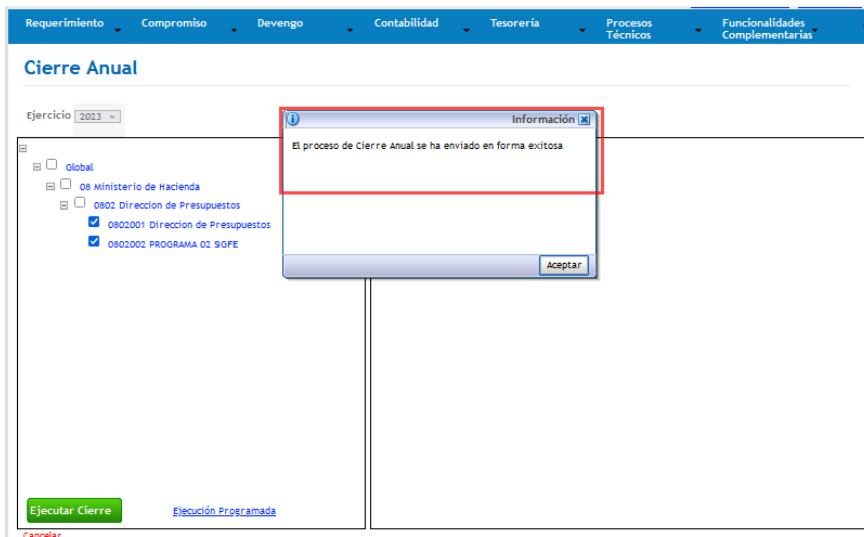 Requerimiento Compromiso Devengo Contabilidad Tesorería Procesos Técnicos Funcionalidades Complementarias
Cierre Anual
Ejercicio 2023
Información
El proceso de Cierre Anual se ha enviado en forma exitosa
Global
08 Ministerio de Hacienda
0802 Direccion de Presupuestos
0802001 Direccion de Presupuestos
0802002 PROGRAMA 02 SIGFE
Aceptar
Ejecutar Cierre Ejecución Programada
Cancelar